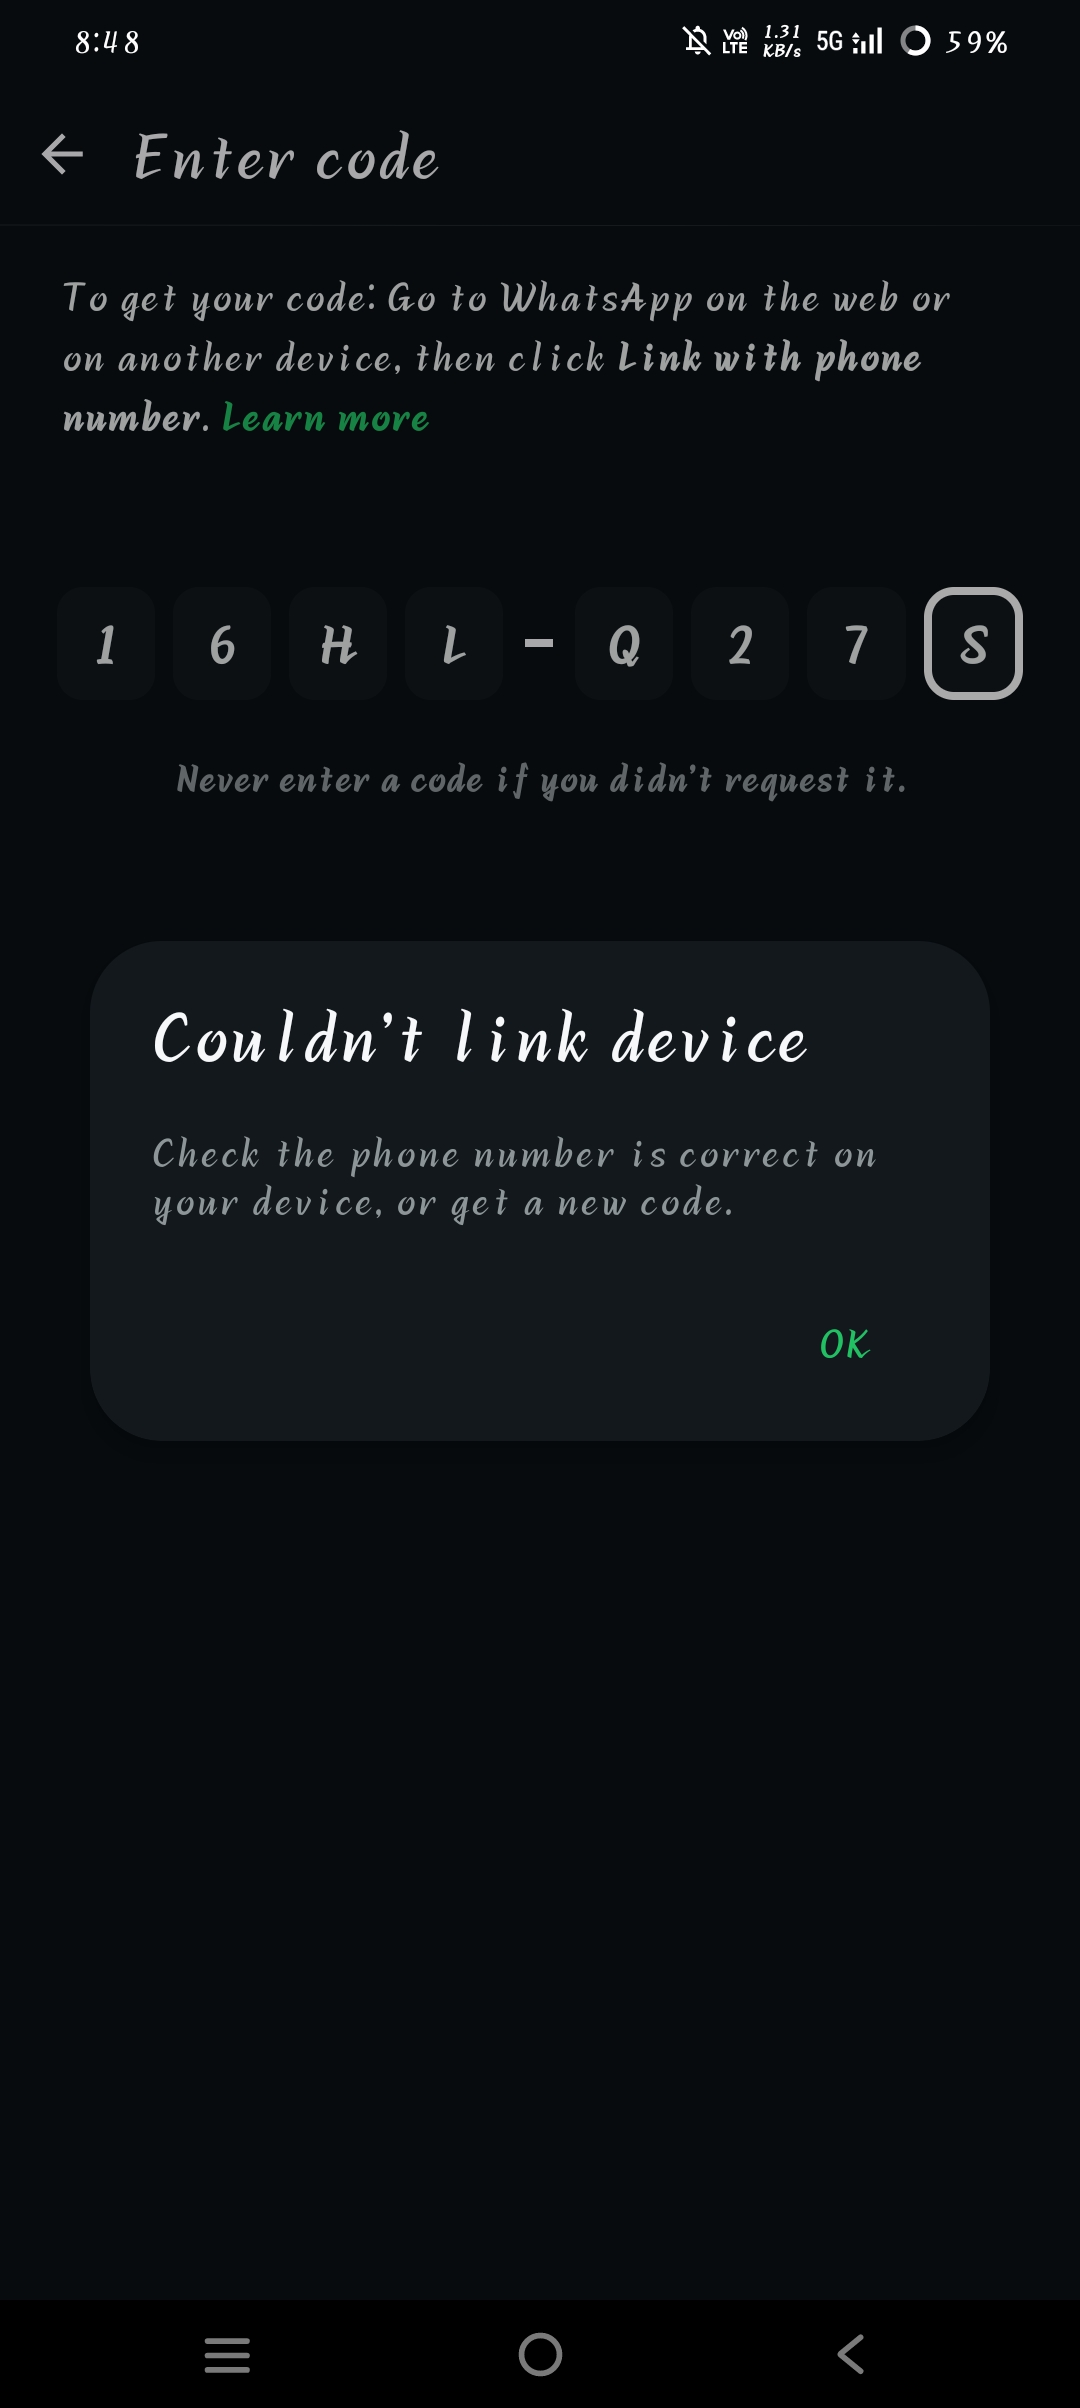 8:48
Vo) LTE 1.31 KB/s 5G 59%
Enter code
To get your code: Go to WhatsApp on the web or
on another device, then click Link with phone
number. Learn more
1 6 H L - Q 2 7 S
Never enter a code if you didn't request it.
Couldn't link device
Check the phone number is correct on
your device, or get a new code.
OK